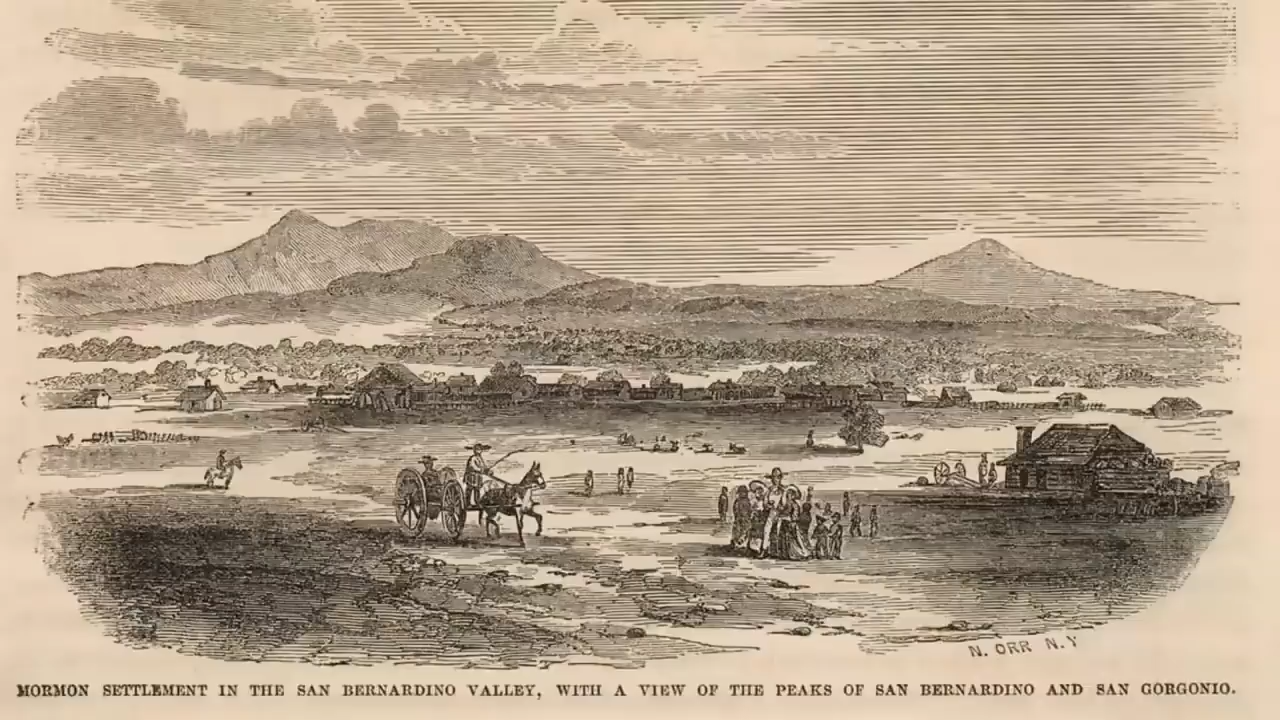 N. ORR N.Y
MORMON SETTLEMENT IN THE SAN BERNARDINO VALLEY, WITH A VIEW OF THE PEAKS OF SAN BERNARDINO AND SAN GORGONIO.